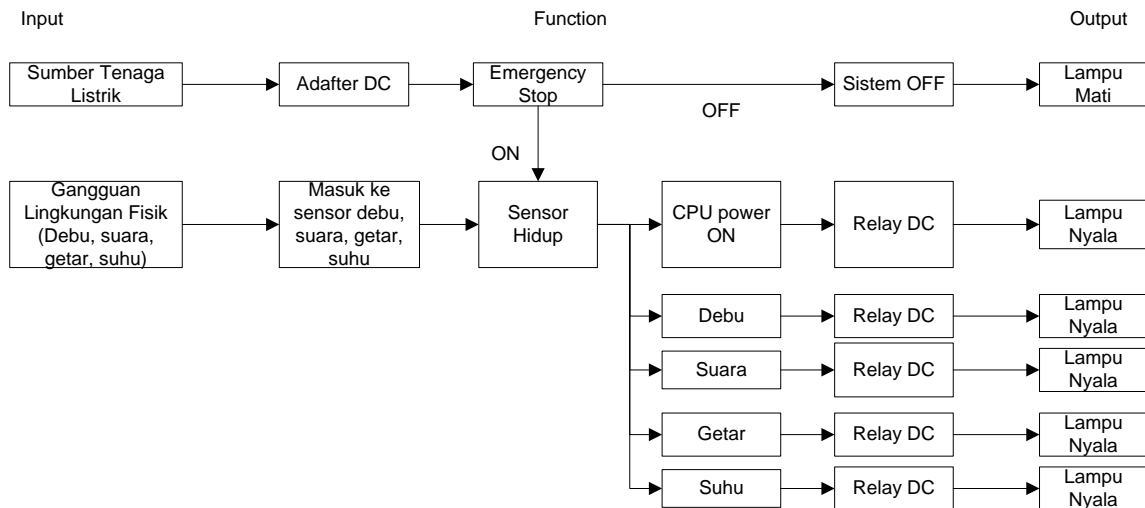 Input
Function
Output
Sumber Tenaga
Listrik
Adafter DC
Emergency
Stop
OFF
Sistem OFF
Lampu
Mati
ON
Gangguan
Lingkungan Fisik
(Debu, suara,
getar, suhu)
Masuk ke
sensor debu,
suara, getar,
suhu
Sensor
Hidup
CPU power
ON
Relay DC
Lampu
Nyala
Debu
Relay DC
Lampu
Nyala
Suara
Relay DC
Lampu
Nyala
Getar
Relay DC
Lampu
Nyala
Suhu
Relay DC
Lampu
Nyala